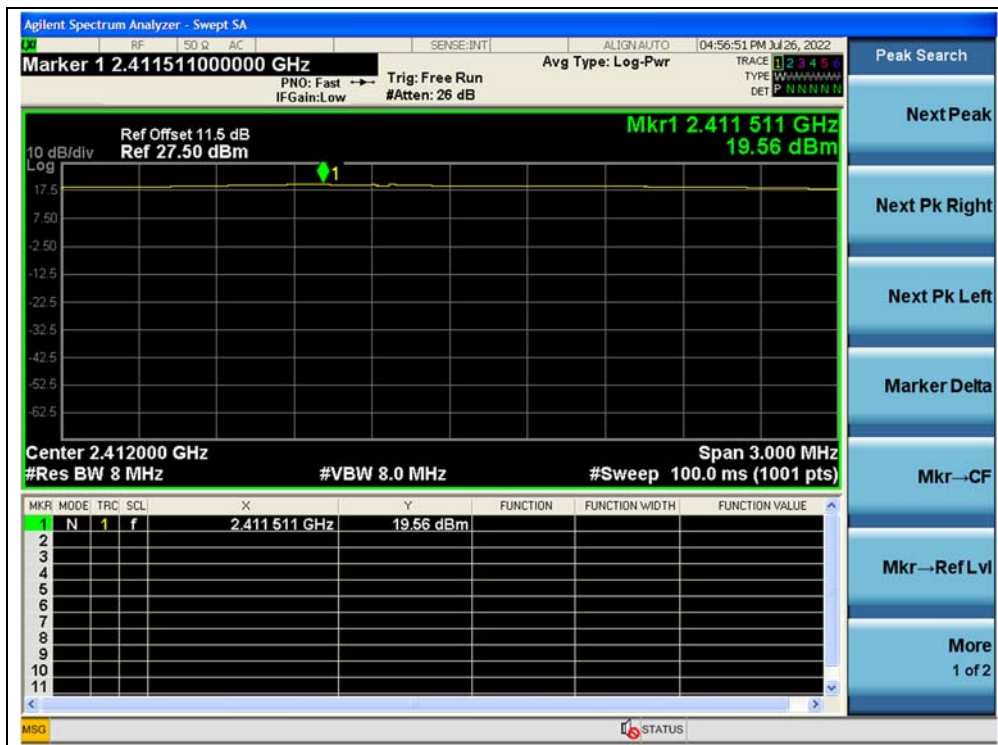 Agilent Spectrum Analyzer - Swept SA
LXI RF 50 Ω AC SENSE:INT ALIGNAUTO 04:56:51 PM Jul 26, 2022
Marker 1 2.411511000000 GHz
PNO: Fast Trig: Free Run Avg Type: Log-Pwr TRACE 1 2 3 4 5 6
IFGain:Low #Atten: 26 dB TYPE WWWWWWW
DET P N N N N N
Peak Search
Mkr1 2.411 511 GHz
19.56 dBm
Ref Offset 11.5 dB
10 dB/div Ref 27.50 dBm
Log
1
17.5
7.50
-2.50
-12.5
-22.5
-32.5
-42.5
-52.5
-62.5
Center 2.412000 GHz Span 3.000 MHz
#Res BW 8 MHz #VBW 8.0 MHz #Sweep 100.0 ms (1001 pts)
MKR MODE TRC SCL X Y FUNCTION FUNCTION WIDTH FUNCTION VALUE
1 N 1 f 2.411 511 GHz 19.56 dBm
2
3
4
5
6
7
8
9
10
11
MSG STATUS
Next Peak
Next Pk Right
Next Pk Left
Marker Delta
Mkr→CF
Mkr→Ref Lvl
More
1 of 2